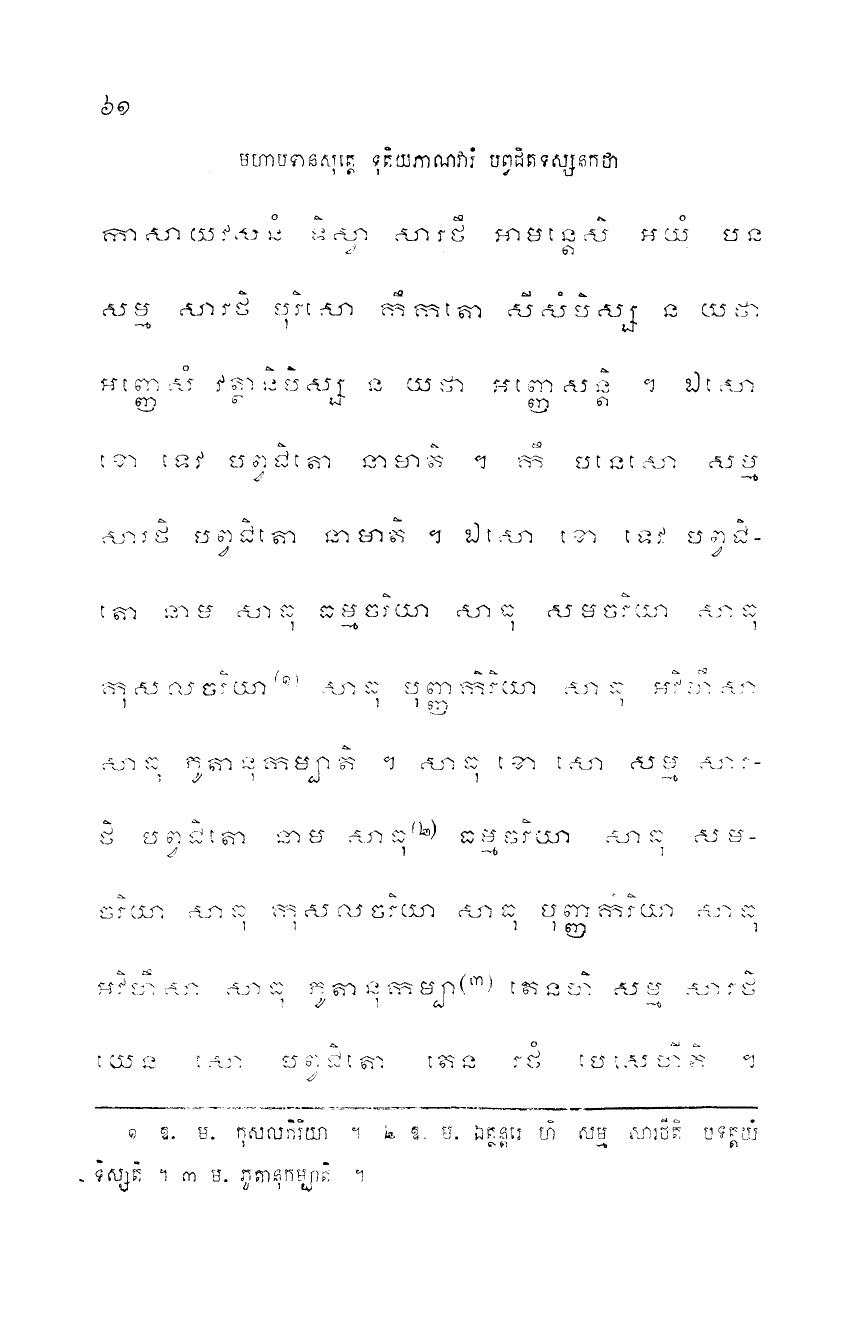 ៦១
មហាបទានសុត្តេ ទុតិយភាណវារំ បព្វជិតទស្សនកថា
កាសាយវសនំ ទិស្វា សារថឹ អាមន្តេសិ អយំ បន
សម្ម សារថិ បុរិសោ កឹកតោ សីសំបិស្ស ន យថា
អញ្ញេសំ វត្ថានិបិស្ស ន យថា អញ្ញេសន្តិ ។ ឯសោ
ខោ ទេវ បព្វជិតោ នាមាតិ ។ កឹ បនេសោ សម្ម
សារថិ បព្វជិតោ នាមាតិ ។ ឯសោ ខោ ទេវ បព្វជិ-
តោ នាម សាធុ ធម្មចរិយា សាធុ សមចរិយា សាធុ
កុសលចរិយា(១) សាធុ បុញ្ញកិរិយា សាធុ អវិហឹសា
សាធុ ភូតានុកម្បាតិ ។ សាធុ ខោ សោ សម្ម សារ-
ថិ បព្វជិតោ នាម សាធុ(២) ធម្មចរិយា សាធុ សម-
ចរិយា សាធុ កុសលចរិយា សាធុ បុញ្ញកិរិយា សាធុ
អវិហឹសា សាធុ ភូតានុកម្បា(៣) តេនហិ សម្ម សារថិ
យេន សោ បព្វជិតោ តេន រថំ បេសេហីតិ ។
១ ឱ. ម. កុសលកិរិយា ។ ២ ឱ. ម. ឯត្ថន្តរេ ហិ សម្ម សារថីតិ បទត្តយំ
ទិស្សតិ ។ ៣ ម. ភូតានុកម្បាតិ ។